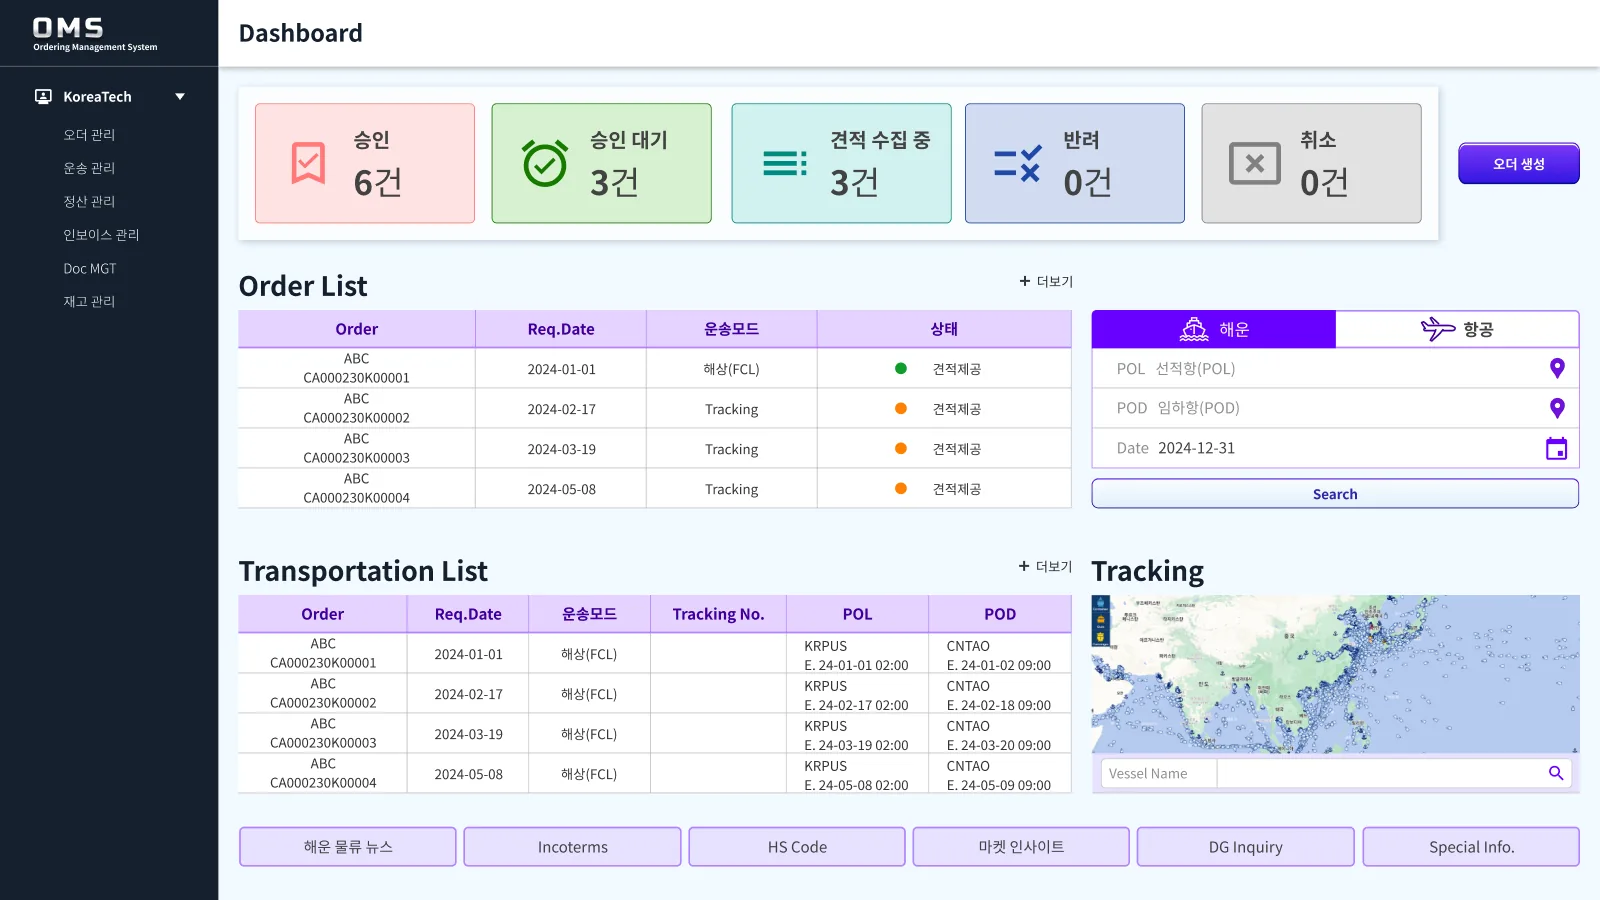 OMS
Ordering Management System
Dashboard
KoreaTech
오더 관리
운송 관리
정산 관리
인보이스 관리
Doc MGT
재고 관리
승인
6건
승인 대기
3건
견적 수집 중
3건
반려
0건
취소
0건
오더 생성
Order List
+ 더보기
Order Req.Date 운송모드 상태
ABC
CA000230K00001 2024-01-01 해상(FCL) 견적제공
ABC
CA000230K00002 2024-02-17 Tracking 견적제공
ABC
CA000230K00003 2024-03-19 Tracking 견적제공
ABC
CA000230K00004 2024-05-08 Tracking 견적제공
해운 항공
POL 선적항(POL)
POD 임하항(POD)
Date 2024-12-31
Search
Transportation List
+ 더보기
Order Req.Date 운송모드 Tracking No. POL POD
ABC
CA000230K00001 2024-01-01 해상(FCL)
KRPUS
E. 24-01-01 02:00
CNTAO
E. 24-01-02 09:00
ABC
CA000230K00002 2024-02-17 해상(FCL)
KRPUS
E. 24-02-17 02:00
CNTAO
E. 24-02-18 09:00
ABC
CA000230K00003 2024-03-19 해상(FCL)
KRPUS
E. 24-03-19 02:00
CNTAO
E. 24-03-20 09:00
ABC
CA000230K00004 2024-05-08 해상(FCL)
KRPUS
E. 24-05-08 02:00
CNTAO
E. 24-05-09 09:00
Tracking
Vessel Name
해운 물류 뉴스
Incoterms
HS Code
마켓 인사이트
DG Inquiry
Special Info.